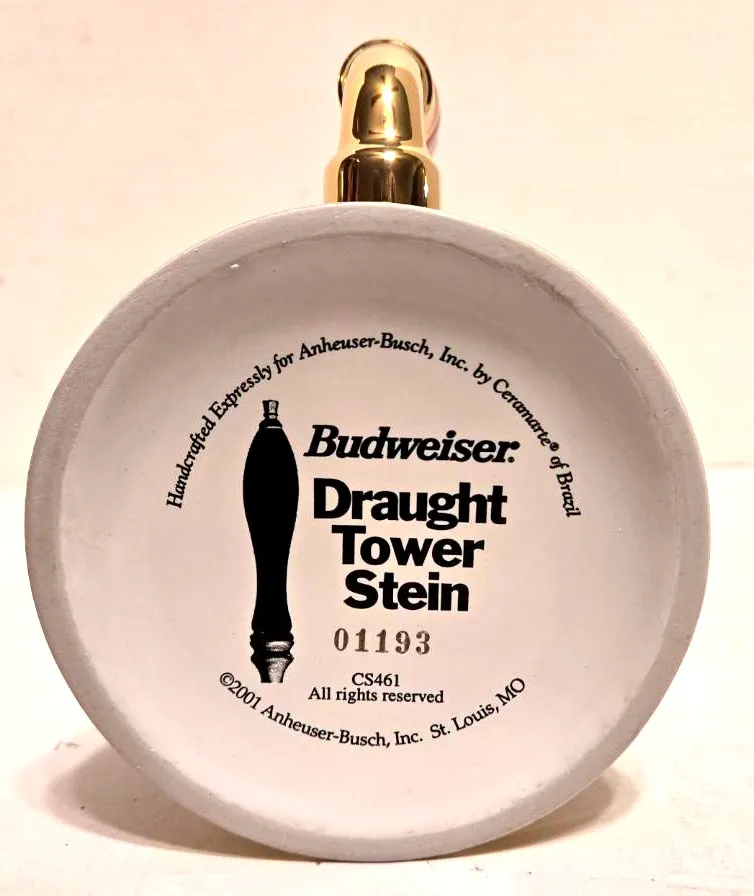 Handcrafted Expressly for Anheuser-Busch, Inc. by Ceramarte® of Brazil
Budweiser®
Draught
Tower
Stein
01193
CS461
All rights reserved
©2001 Anheuser-Busch, Inc. St. Louis, MO